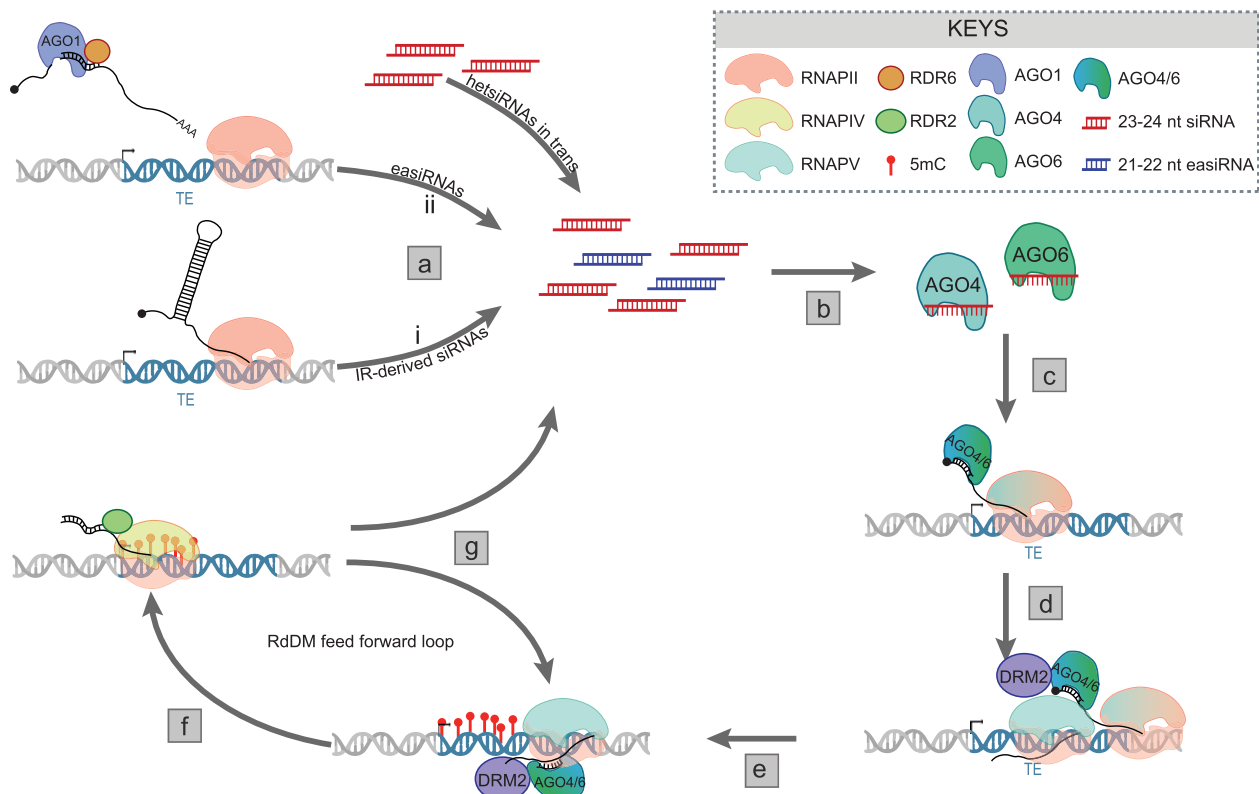 KEYS
RNAPII
RDR6
AGO1
AGO4/6
RNAPIV
RDR2
AGO4
23-24 nt siRNA
RNAPV
5mC
AGO6
21-22 nt easiRNA
AGO1
AAA
TE
hetsiRNAs in trans
easiRNAs
ii
a
i
IR-derived siRNAs
TE
b
AGO4
AGO6
c
AGO4/6
TE
d
DRM2
AGO4/6
TE
e
DRM2
AGO4/6
f
RdDM feed forward loop
g